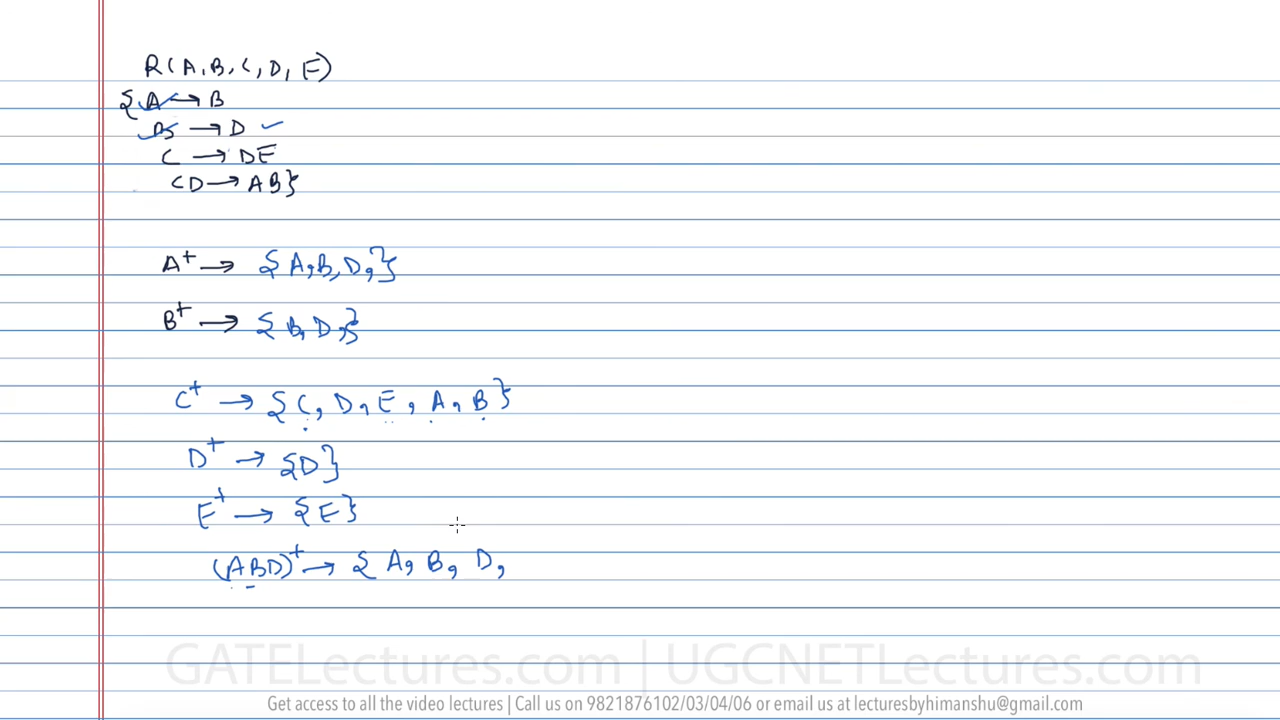 R(A,B,C,D,E)
{A → B
B → D ✓
C → DE
CD → AB}
A⁺ → {A,B,D,}
B⁺ → {B,D,}
C⁺ → {C, D, E, A, B}
D⁺ → {D}
E⁺ → {E}
(ABD)⁺ → {A, B, D,
GATELectures.com | UGCNETLectures.com
Get access to all the video lectures | Call us on 9821876102/03/04/06 or email us at lecturesbyhimanshu@gmail.com